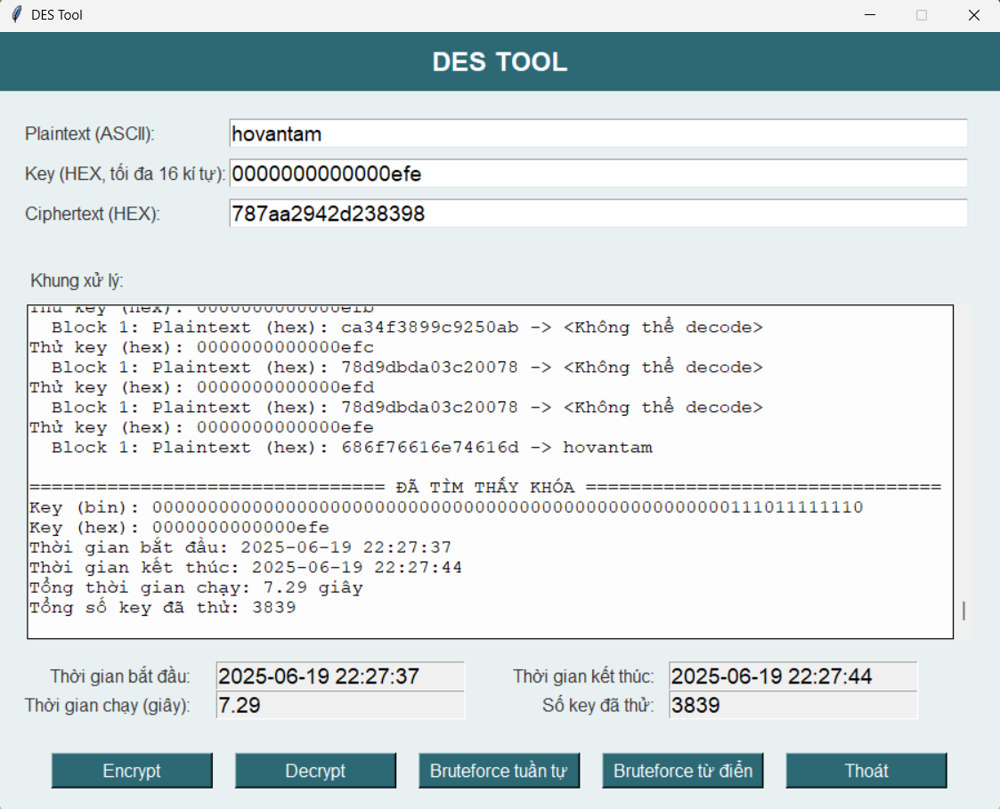 DES Tool
DES TOOL
Plaintext (ASCII): hovantam
Key (HEX, tối đa 16 kí tự): 0000000000000efe
Ciphertext (HEX): 787aa2942d238398
Khung xử lý:
Thử key (hex): 0000000000000efb
Block 1: Plaintext (hex): ca34f3899c9250ab -> <Không thể decode>
Thử key (hex): 0000000000000efc
Block 1: Plaintext (hex): 78d9dbda03c20078 -> <Không thể decode>
Thử key (hex): 0000000000000efd
Block 1: Plaintext (hex): 78d9dbda03c20078 -> <Không thể decode>
Thử key (hex): 0000000000000efe
Block 1: Plaintext (hex): 686f76616e74616d -> hovantam
================================ ĐÃ TÌM THẤY KHÓA ================================
Key (bin): 0000000000000000000000000000000000000000000000000000111011111110
Key (hex): 0000000000000efe
Thời gian bắt đầu: 2025-06-19 22:27:37
Thời gian kết thúc: 2025-06-19 22:27:44
Tổng thời gian chạy: 7.29 giây
Tổng số key đã thử: 3839
Thời gian bắt đầu: 2025-06-19 22:27:37 Thời gian kết thúc: 2025-06-19 22:27:44
Thời gian chạy (giây): 7.29 Số key đã thử: 3839
Encrypt Decrypt Bruteforce tuần tự Bruteforce từ điển Thoát